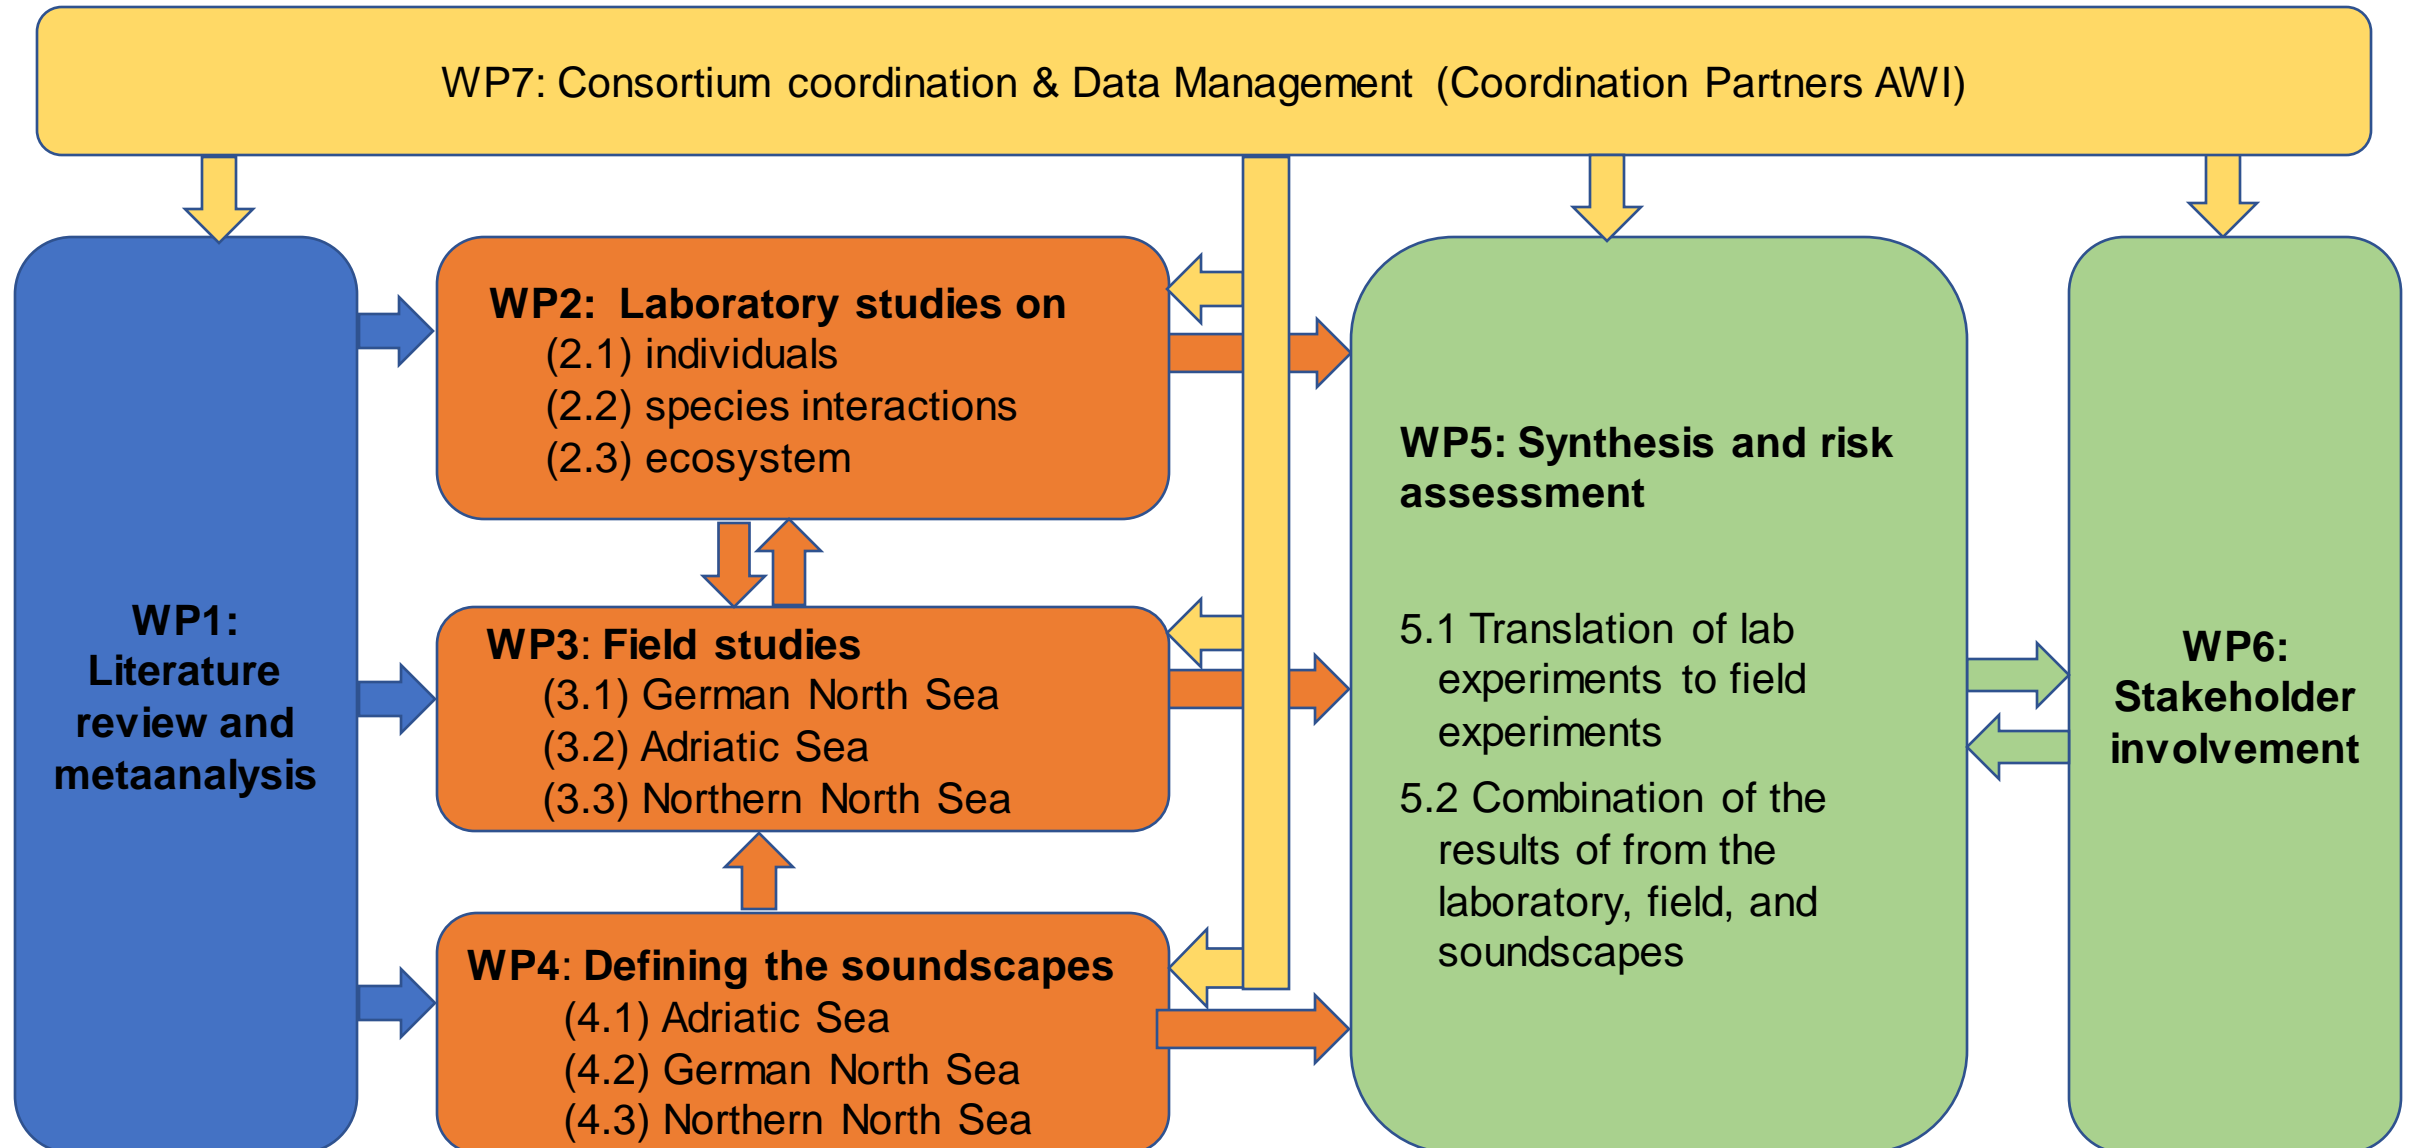 WP7: Consortium coordination & Data Management (Coordination Partners AWI)
WP1:
Literature
review and
metaanalysis
WP2: Laboratory studies on
(2.1) individuals
(2.2) species interactions
(2.3) ecosystem
WP3: Field studies
(3.1) German North Sea
(3.2) Adriatic Sea
(3.3) Northern North Sea
WP4: Defining the soundscapes
(4.1) Adriatic Sea
(4.2) German North Sea
(4.3) Northern North Sea
WP5: Synthesis and risk
assessment
5.1 Translation of lab
experiments to field
experiments
5.2 Combination of the
results of from the
laboratory, field, and
soundscapes
WP6:
Stakeholder
involvement